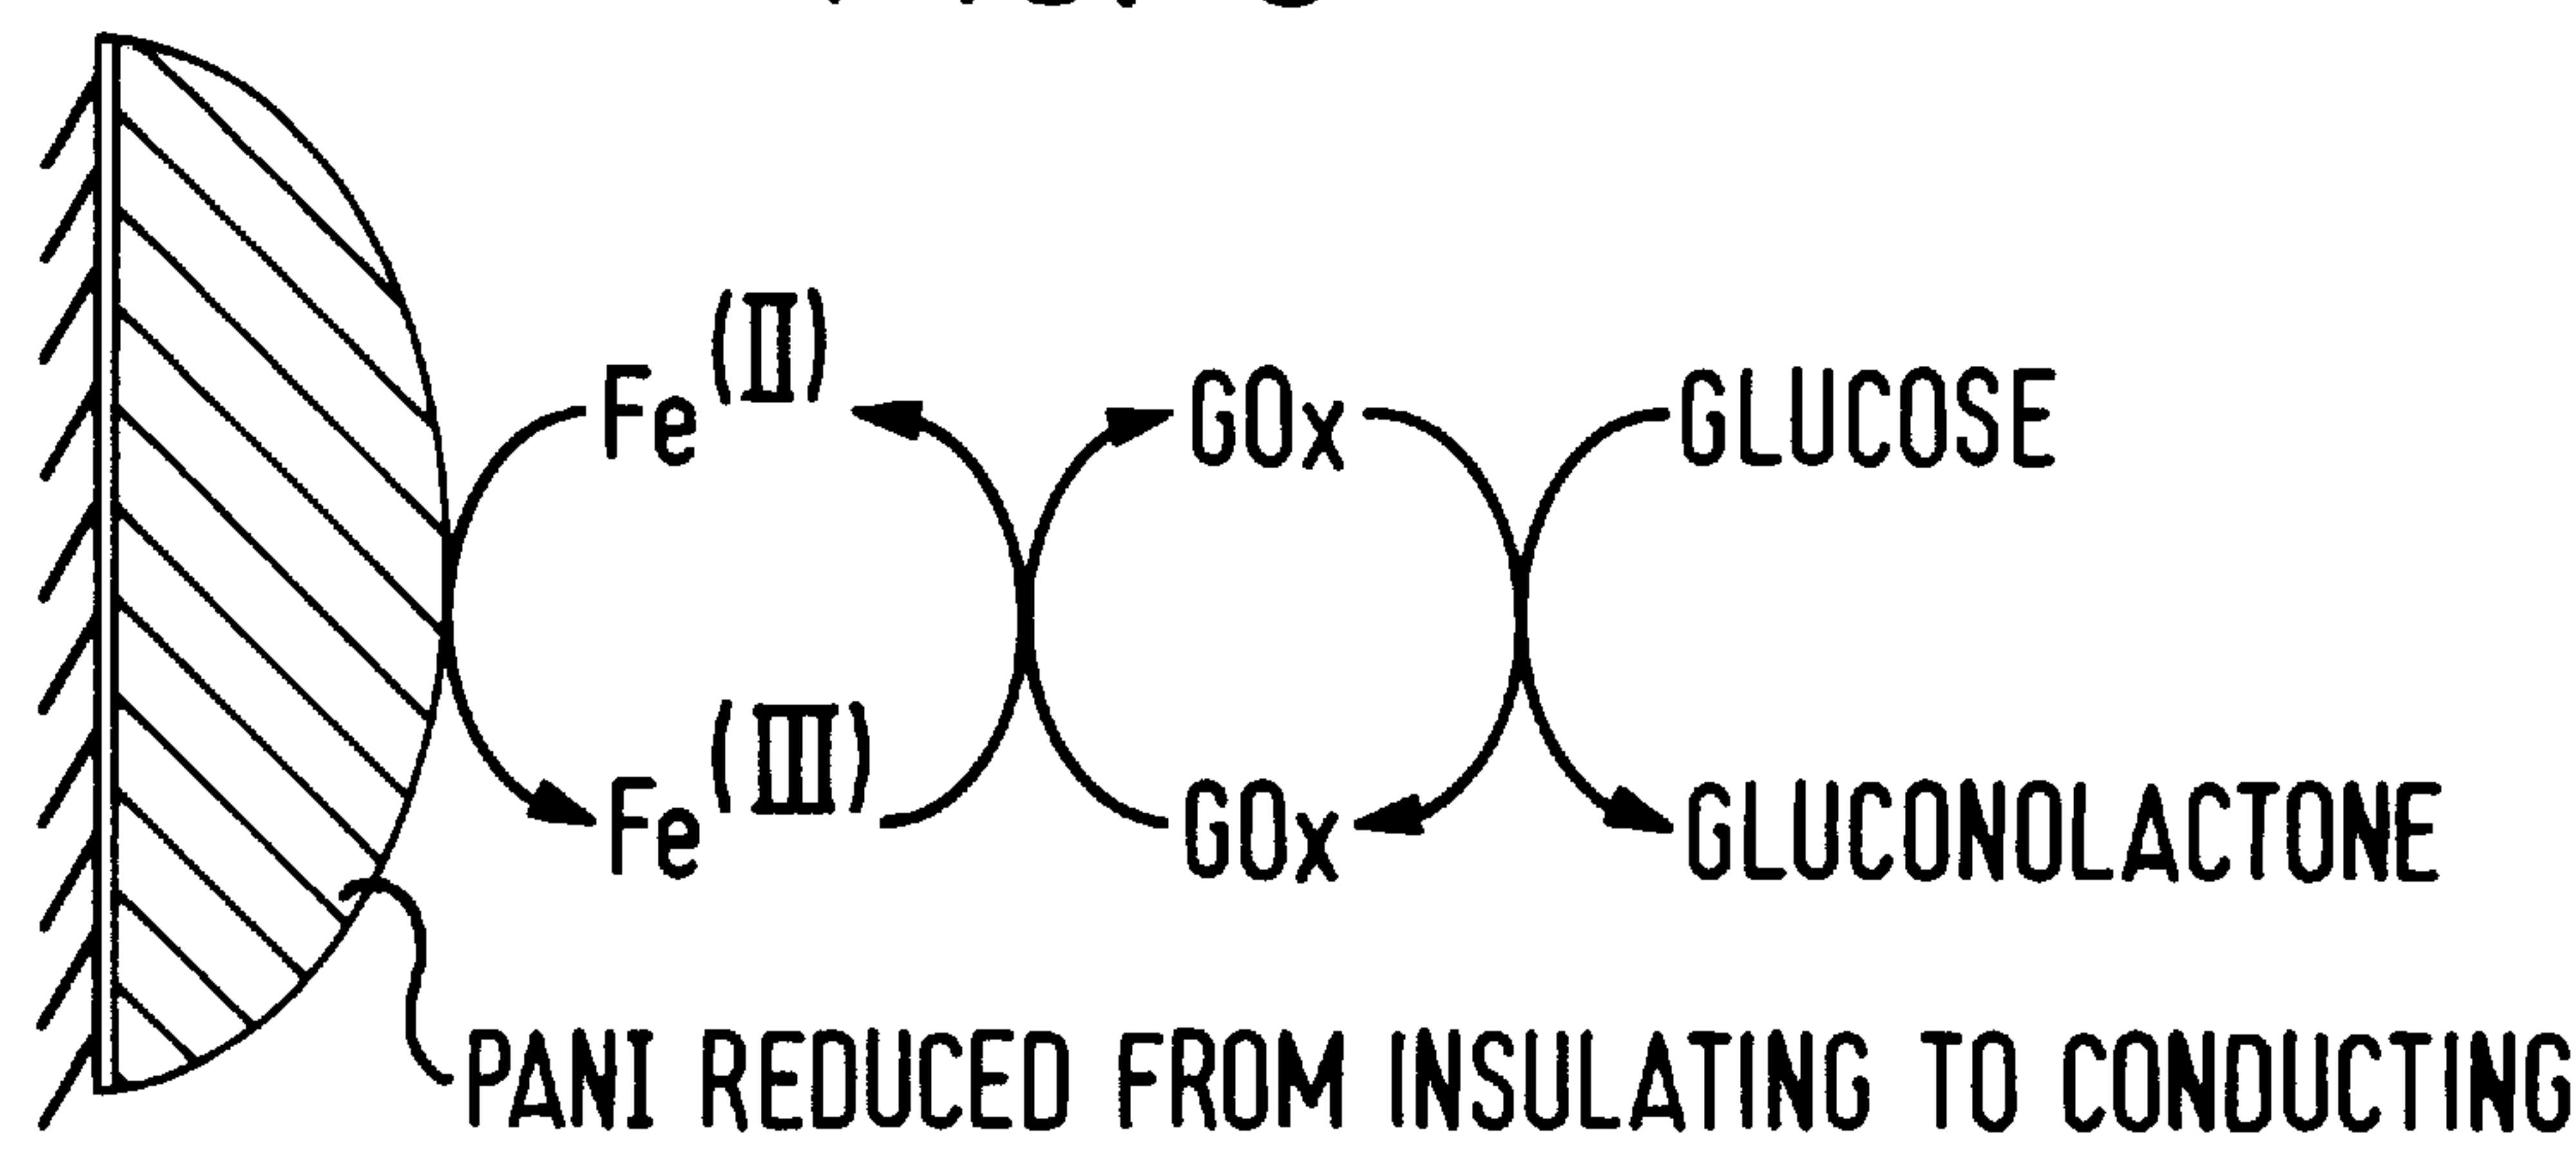 Fe(II) GOx GLUCOSE
Fe(III) GOx GLUCONOLACTONE
PANI REDUCED FROM INSULATING TO CONDUCTING